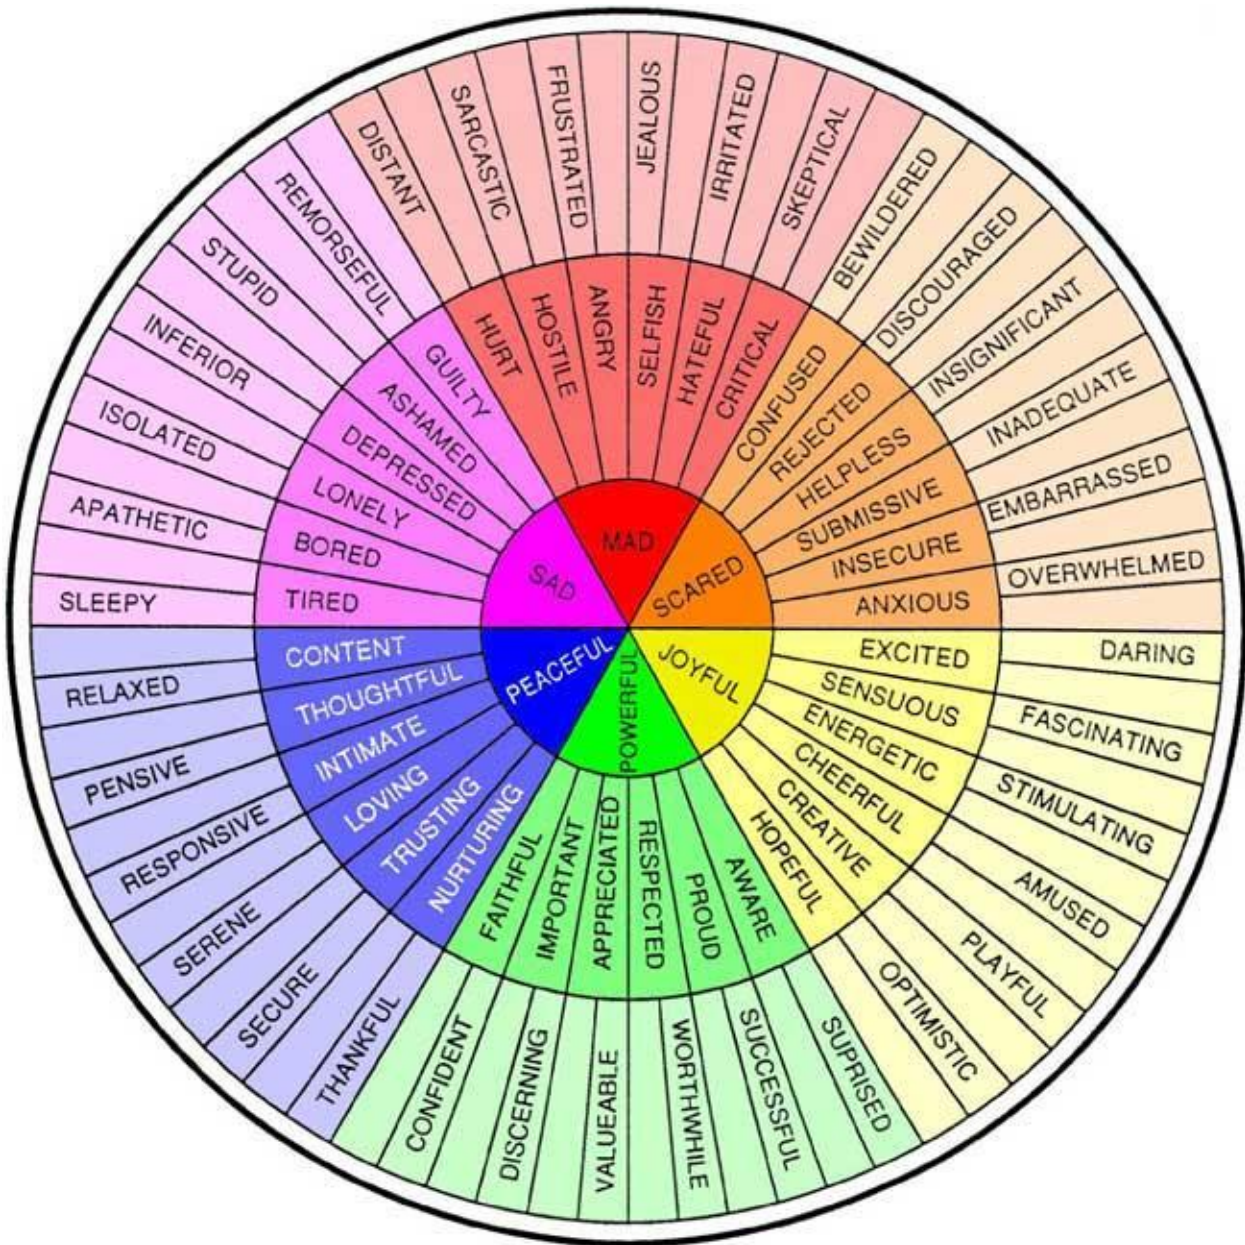 MAD
SCARED
JOYFUL
POWERFUL
PEACEFUL
SAD
HURT
HOSTILE
ANGRY
SELFISH
HATEFUL
CRITICAL
CONFUSED
REJECTED
HELPLESS
SUBMISSIVE
INSECURE
ANXIOUS
EXCITED
SENSUOUS
ENERGETIC
CHEERFUL
CREATIVE
HOPEFUL
AWARE
PROUD
RESPECTED
APPRECIATED
IMPORTANT
FAITHFUL
NURTURING
TRUSTING
LOVING
INTIMATE
THOUGHTFUL
CONTENT
TIRED
BORED
LONELY
DEPRESSED
ASHAMED
GUILTY
DISTANT
SARCASTIC
FRUSTRATED
JEALOUS
IRRITATED
SKEPTICAL
BEWILDERED
DISCOURAGED
INSIGNIFICANT
INADEQUATE
EMBARRASSED
OVERWHELMED
DARING
FASCINATING
STIMULATING
AMUSED
PLAYFUL
OPTIMISTIC
SUPRISED
SUCCESSFUL
WORTHWHILE
VALUEABLE
DISCERNING
CONFIDENT
THANKFUL
SECURE
SERENE
RESPONSIVE
PENSIVE
RELAXED
SLEEPY
APATHETIC
ISOLATED
INFERIOR
STUPID
REMORSEFUL